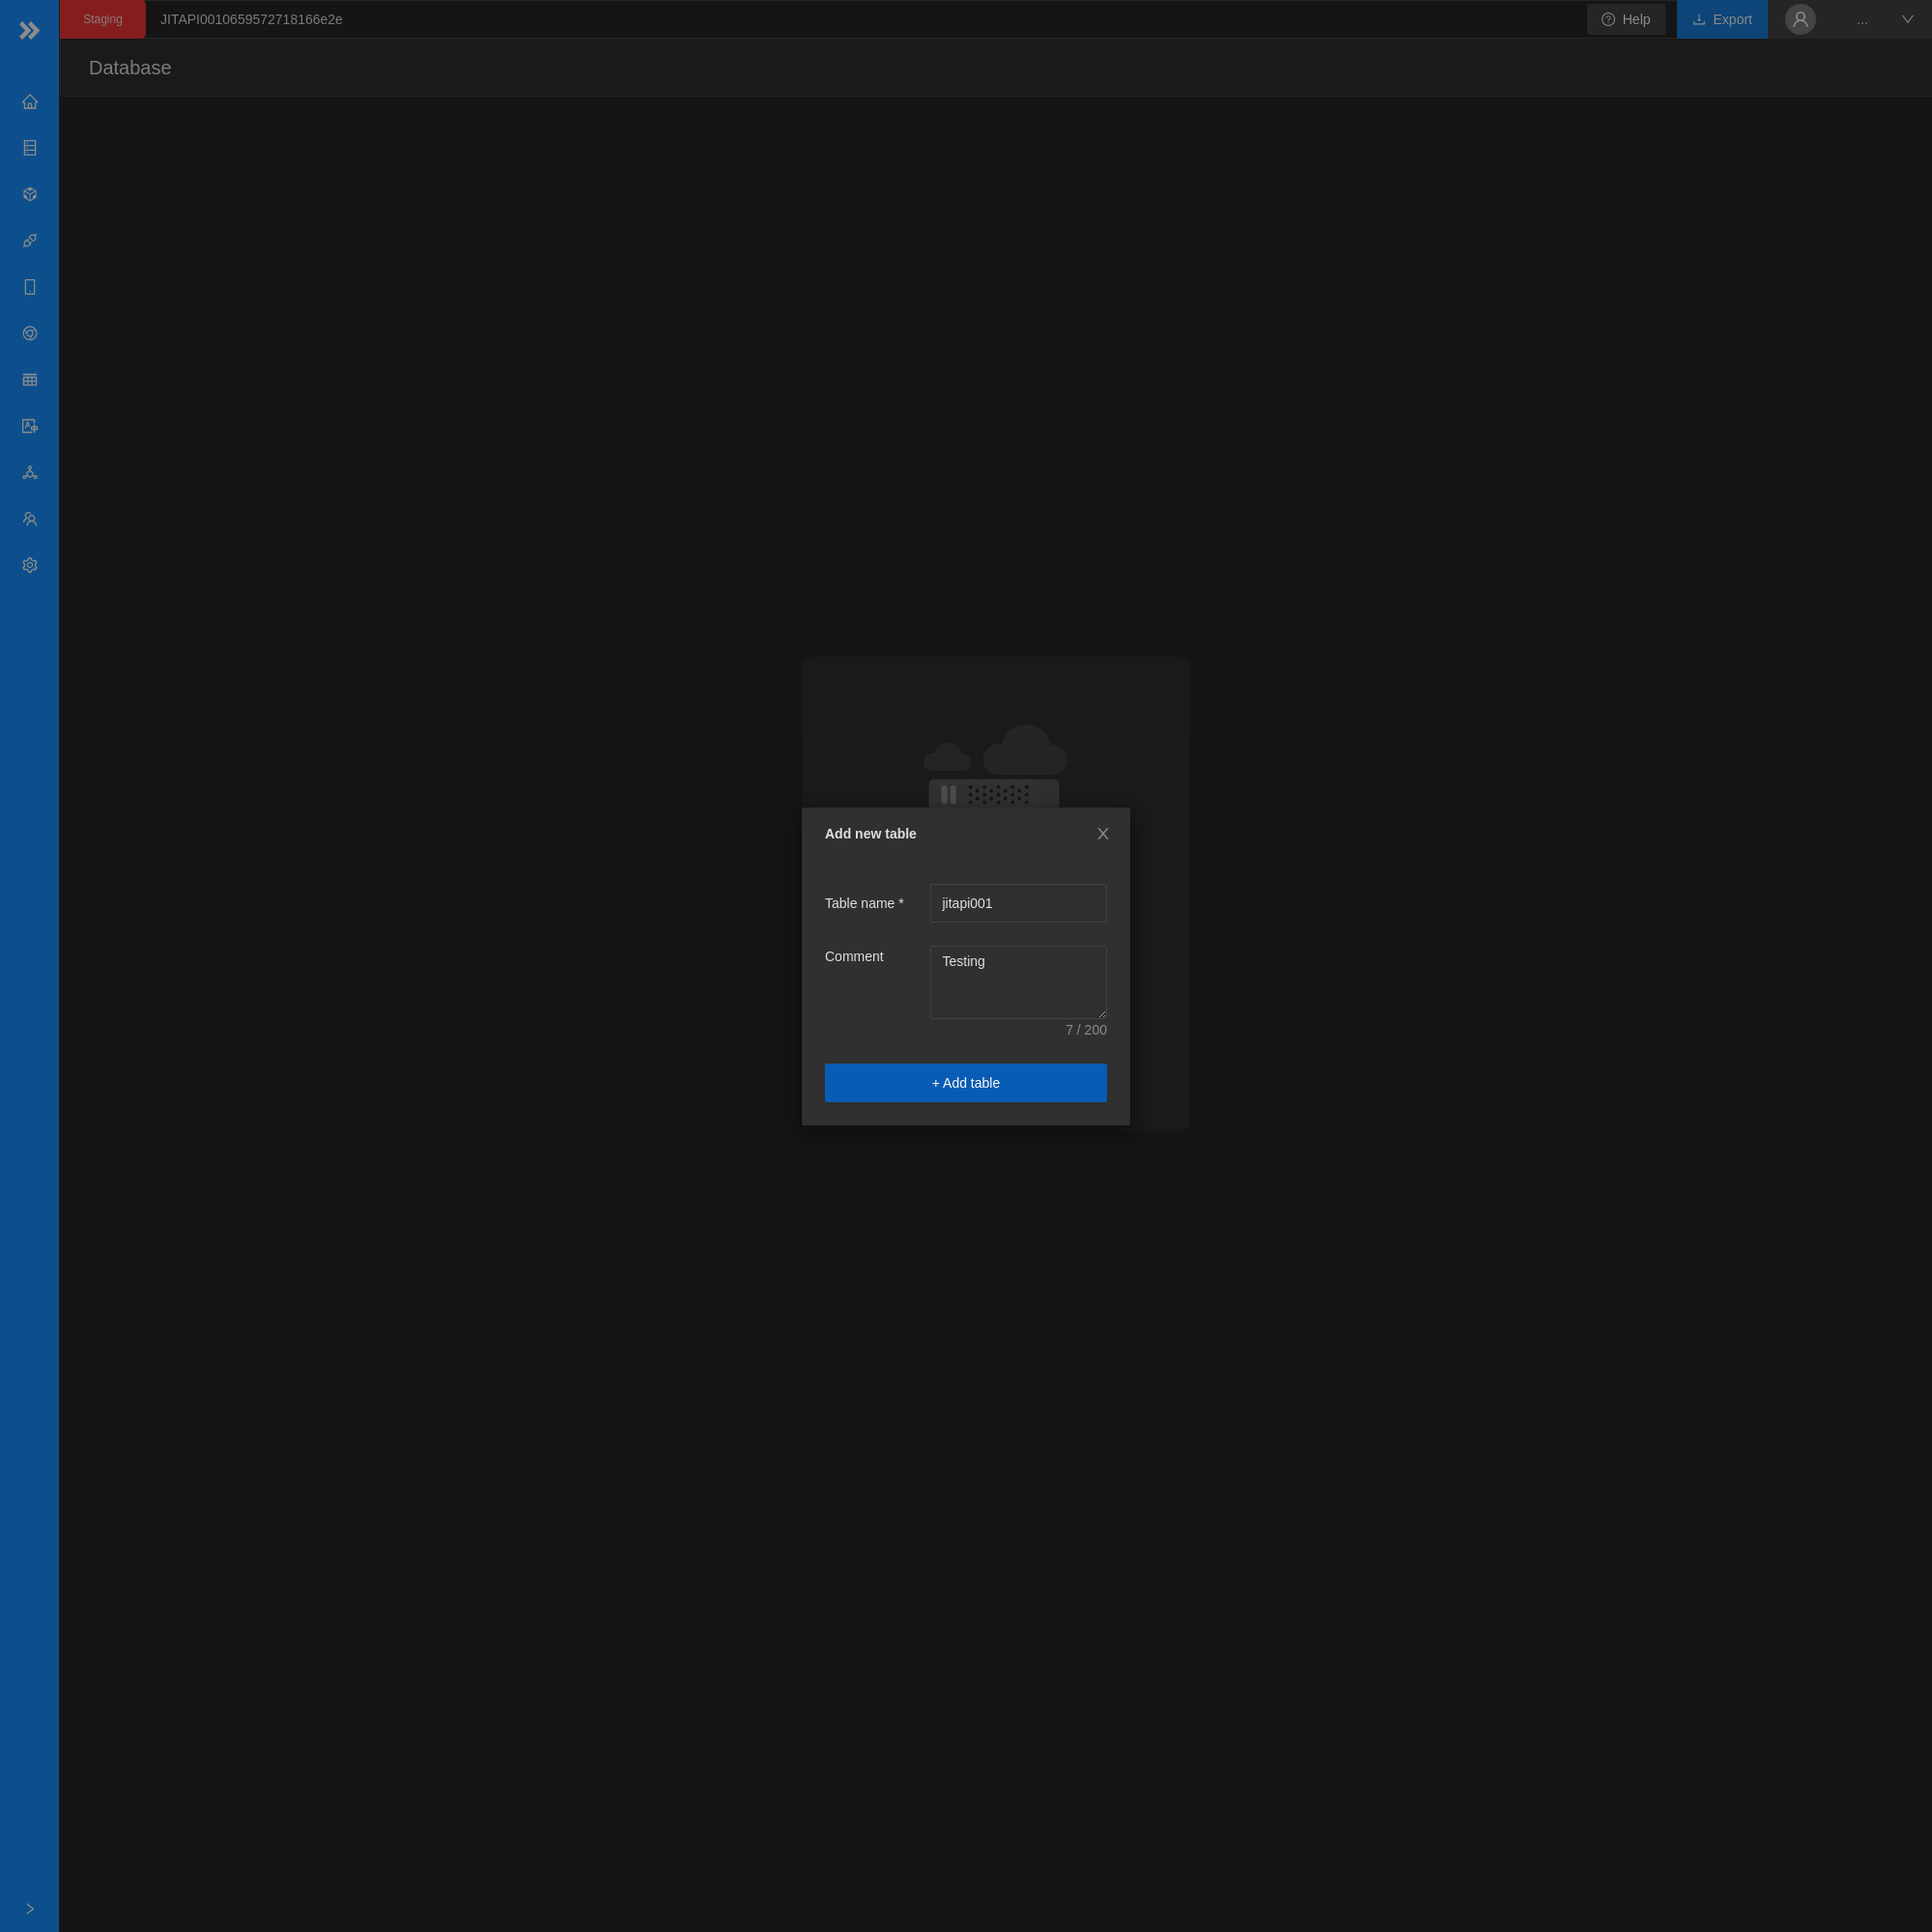 Staging
JITAPI0010659572718166e2e
Help
Export
...
Database
Add new table
Table name *
jitapi001
Comment
Testing
7 / 200
+ Add table